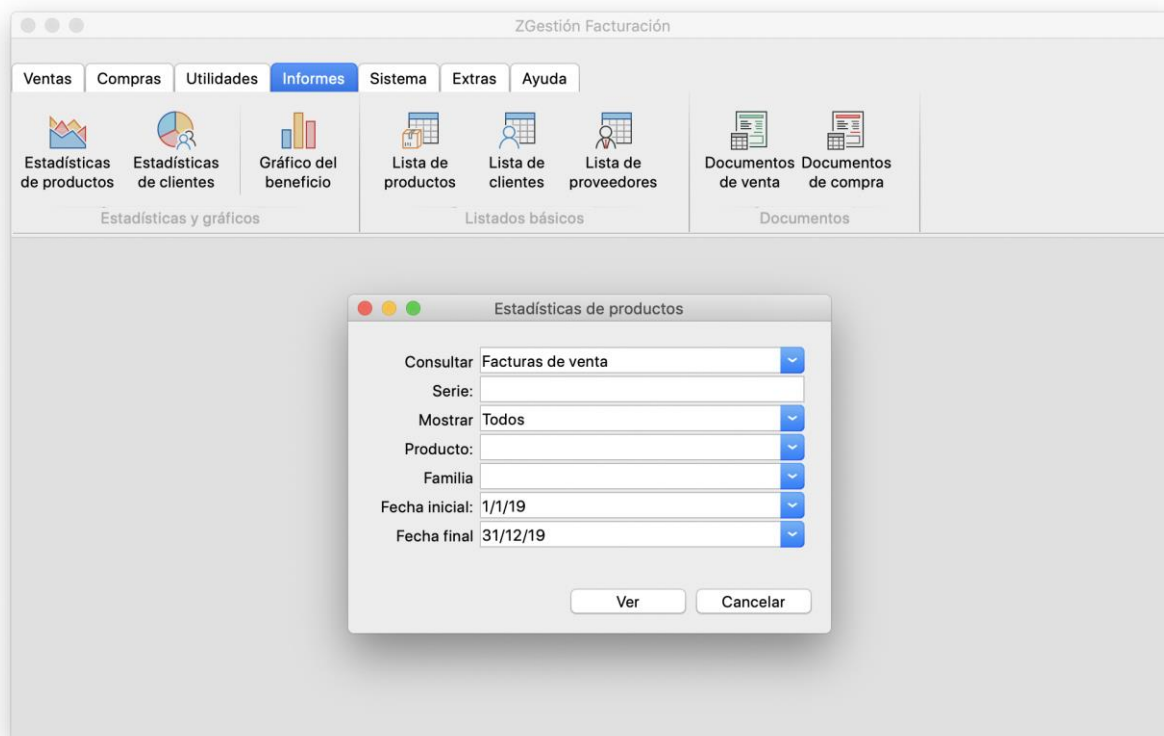 ZGestión Facturación
Ventas Compras Utilidades Informes Sistema Extras Ayuda
Estadísticas de productos
Estadísticas de clientes
Gráfico del beneficio
Lista de productos
Lista de clientes
Lista de proveedores
Documentos de venta
Documentos de compra
Estadísticas y gráficos
Listados básicos
Documentos
Estadísticas de productos
Consultar Facturas de venta
Serie:
Mostrar Todos
Producto:
Familia
Fecha inicial: 1/1/19
Fecha final 31/12/19
Ver Cancelar